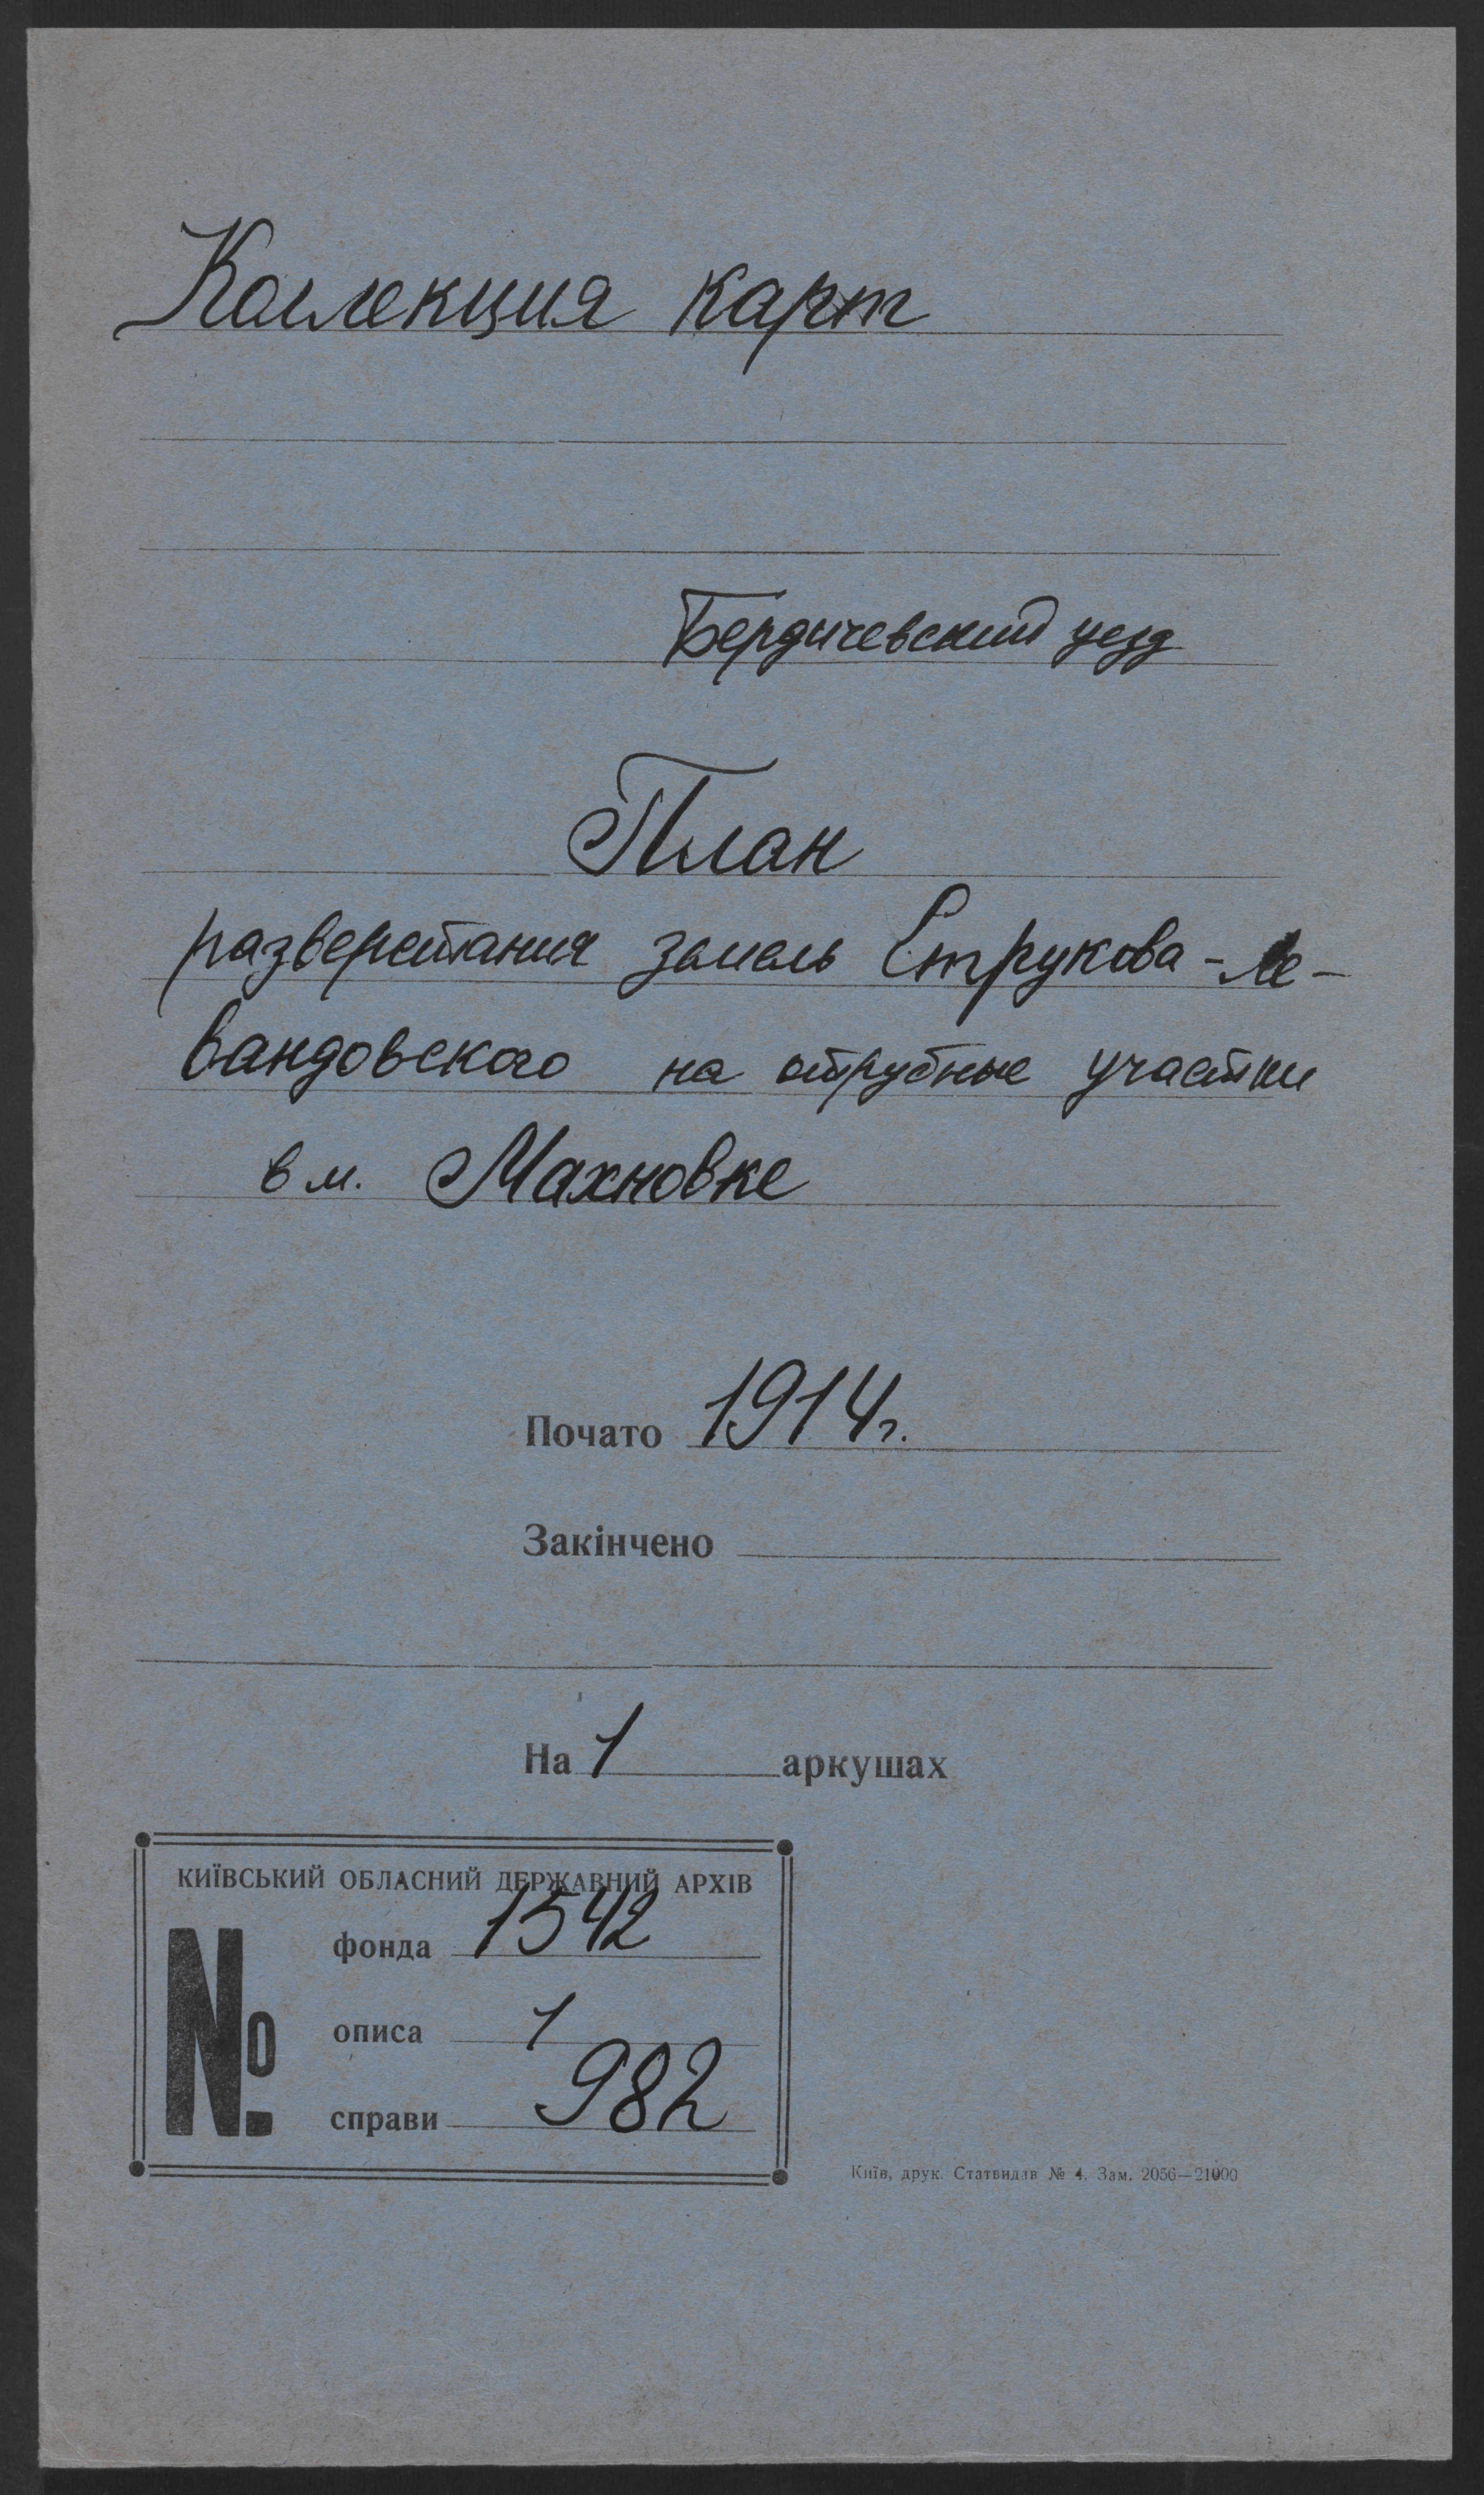 Коллекция карт
Бердичевский уезд
План
разверстания земель Струкова-Ле-
вандовского на отрубные участки
в м. Махновке
Почато 1914г.
Закінчено
На 1 аркушах
КИЇВСЬКИЙ ОБЛАСНИЙ ДЕРЖАВНИЙ АРХІВ
№
фонда 1542
описа 1
справи 982
Київ, друк. Статвидав № 4. Зам. 2056—21000